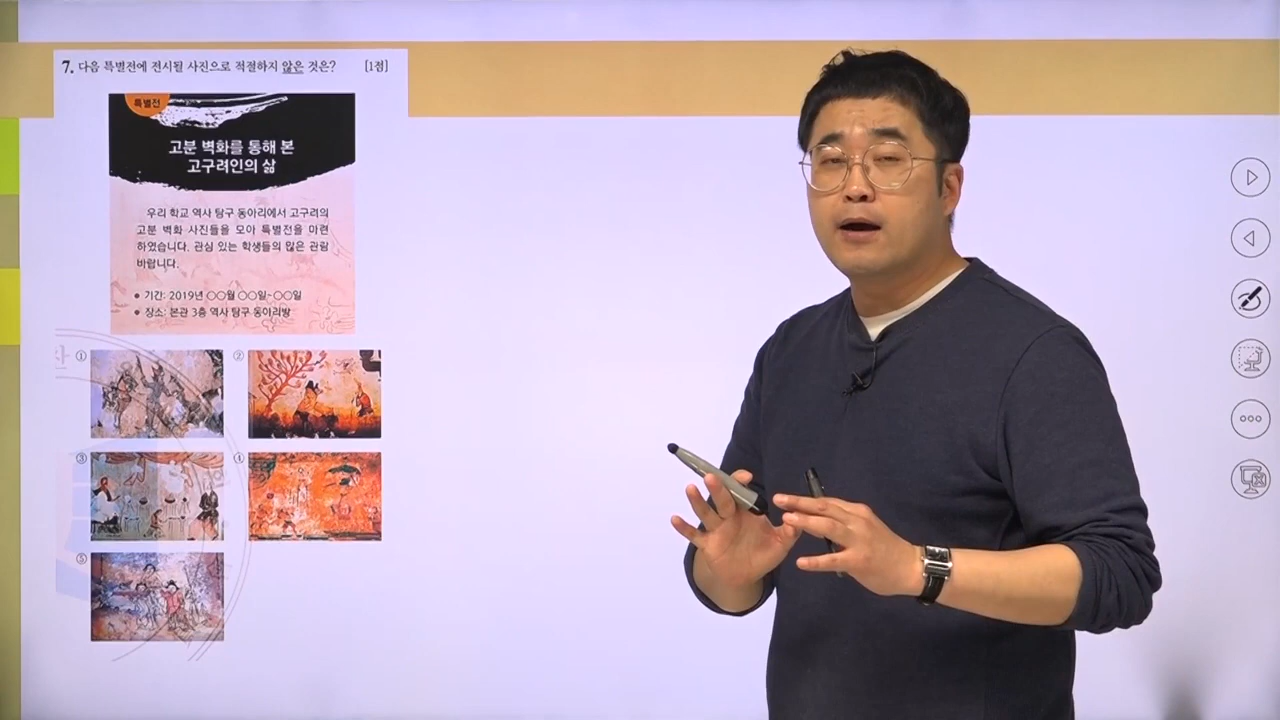 7. 다음 특별전에 전시될 사진으로 적절하지 않은 것은? [1점]
특별전
고분 벽화를 통해 본
고구려인의 삶
우리 학교 역사 탐구 동아리에서 고구려의
고분 벽화 사진들을 모아 특별전을 마련
하였습니다. 관심 있는 학생들의 많은 관람
바랍니다.
● 기간: 2019년 ○○월 ○○일~○○일
● 장소: 본관 3층 역사 탐구 동아리방
① ②
③ ④
⑤